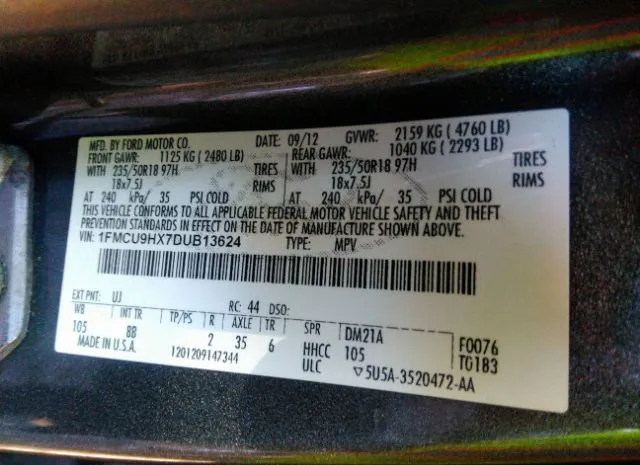 MFD. BY FORD MOTOR CO. DATE: 09/12 GVWR: 2159 KG ( 4760 LB)
FRONT GAWR: 1125 KG ( 2480 LB) REAR GAWR: 1040 KG ( 2293 LB)
WITH 235/50R18 97H TIRES WITH 235/50R18 97H TIRES
18x7.5J RIMS 18x7.5J RIMS
AT 240 kPa/ 35 PSI COLD AT 240 kPa/ 35 PSI COLD
THIS VEHICLE CONFORMS TO ALL APPLICABLE FEDERAL MOTOR VEHICLE SAFETY AND THEFT
PREVENTION STANDARDS IN EFFECT ON THE DATE OF MANUFACTURE SHOWN ABOVE.
VIN: 1FMCU9HX7DUB13624 TYPE: MPV
EXT PNT: UJ RC: 44 DSO:
WB INT TR TP/PS R AXLE TR SPR DM21A F0076
105 88 2 35 6 HHCC 105 T0183
MADE IN U.S.A. 1201209147344 ULC ▽5U5A-3520472-AA